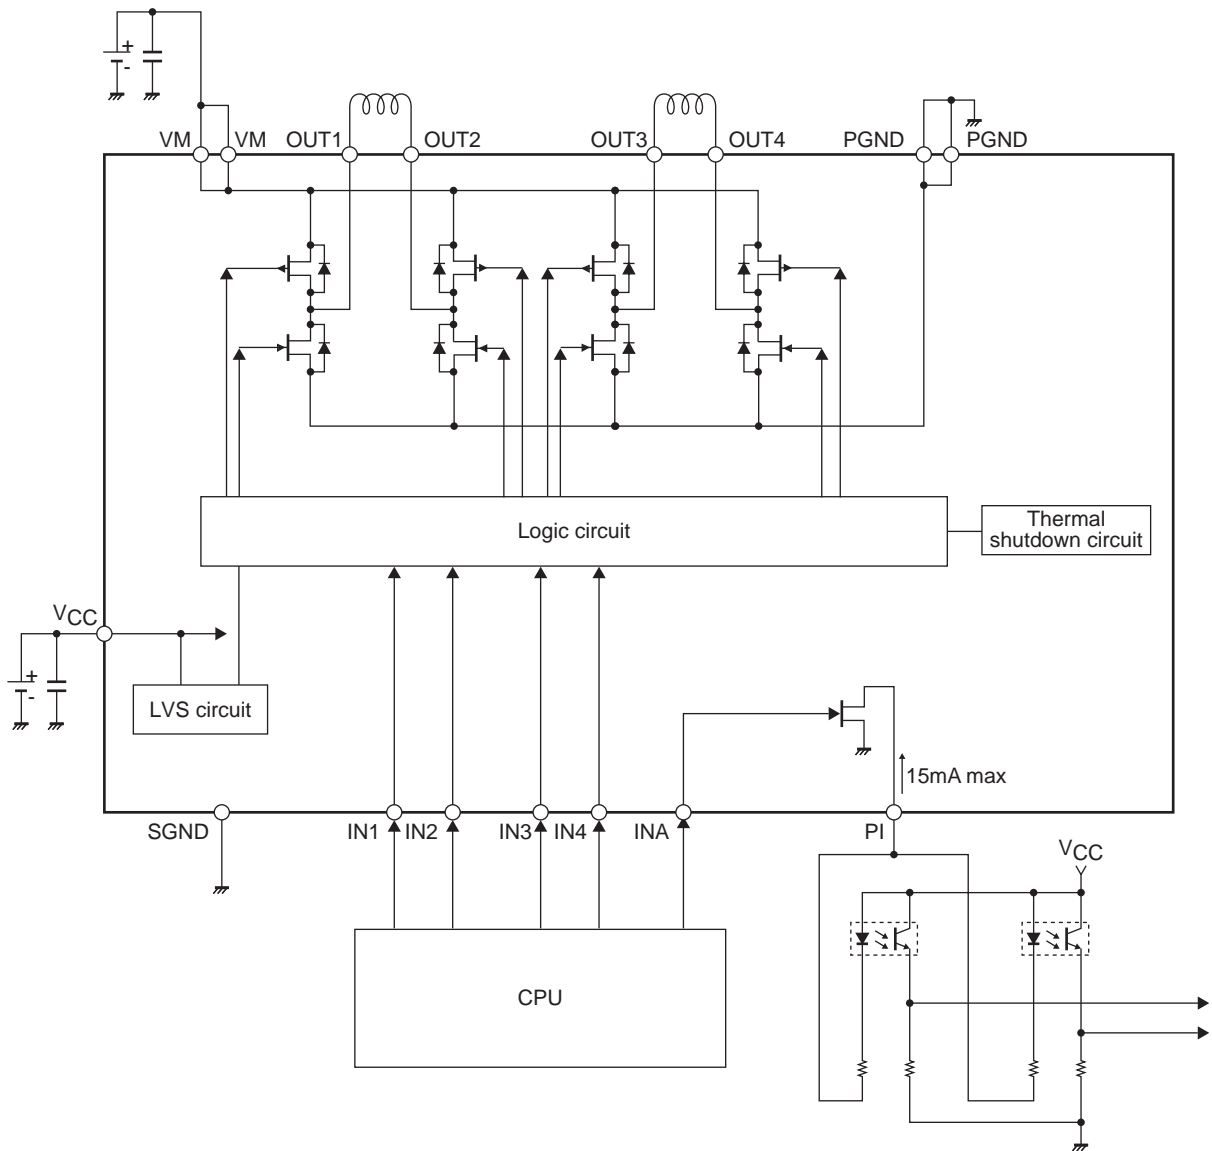 +
-
VM
VM
OUT1
OUT2
OUT3
OUT4
PGND
PGND
Logic circuit
Thermal
shutdown circuit
VCC
+
-
LVS circuit
15mA max
SGND
IN1
IN2
IN3
IN4
INA
PI
VCC
CPU